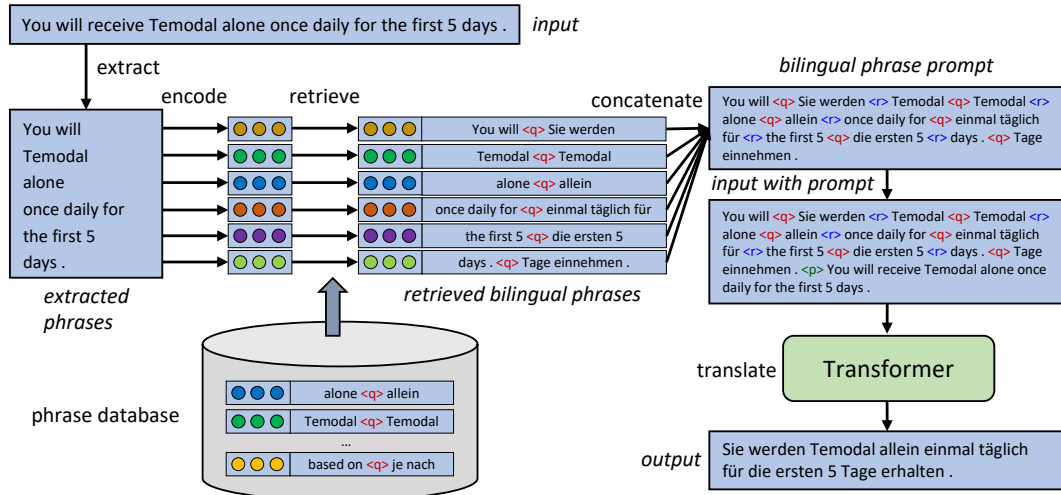 You will receive Temodal alone once daily for the first 5 days .
input
extract
encode
retrieve
concatenate
bilingual phrase prompt
You will
Temodal
alone
once daily for
the first 5
days .
extracted
phrases
You will <q> Sie werden
Temodal <q> Temodal
alone <q> allein
once daily for <q> einmal täglich für
the first 5 <q> die ersten 5
days . <q> Tage einnehmen .
retrieved bilingual phrases
You will <q> Sie werden <r> Temodal <q> Temodal <r>
alone <q> allein <r> once daily for <q> einmal täglich
für <r> the first 5 <q> die ersten 5 <r> days . <q> Tage
einnehmen .
input with prompt
You will <q> Sie werden <r> Temodal <q> Temodal <r>
alone <q> allein <r> once daily for <q> einmal täglich
für <r> the first 5 <q> die ersten 5 <r> days . <q> Tage
einnehmen . <p> You will receive Temodal alone once
daily for the first 5 days .
phrase database
alone <q> allein
Temodal <q> Temodal
...
based on <q> je nach
translate
Transformer
output
Sie werden Temodal allein einmal täglich
für die ersten 5 Tage erhalten .